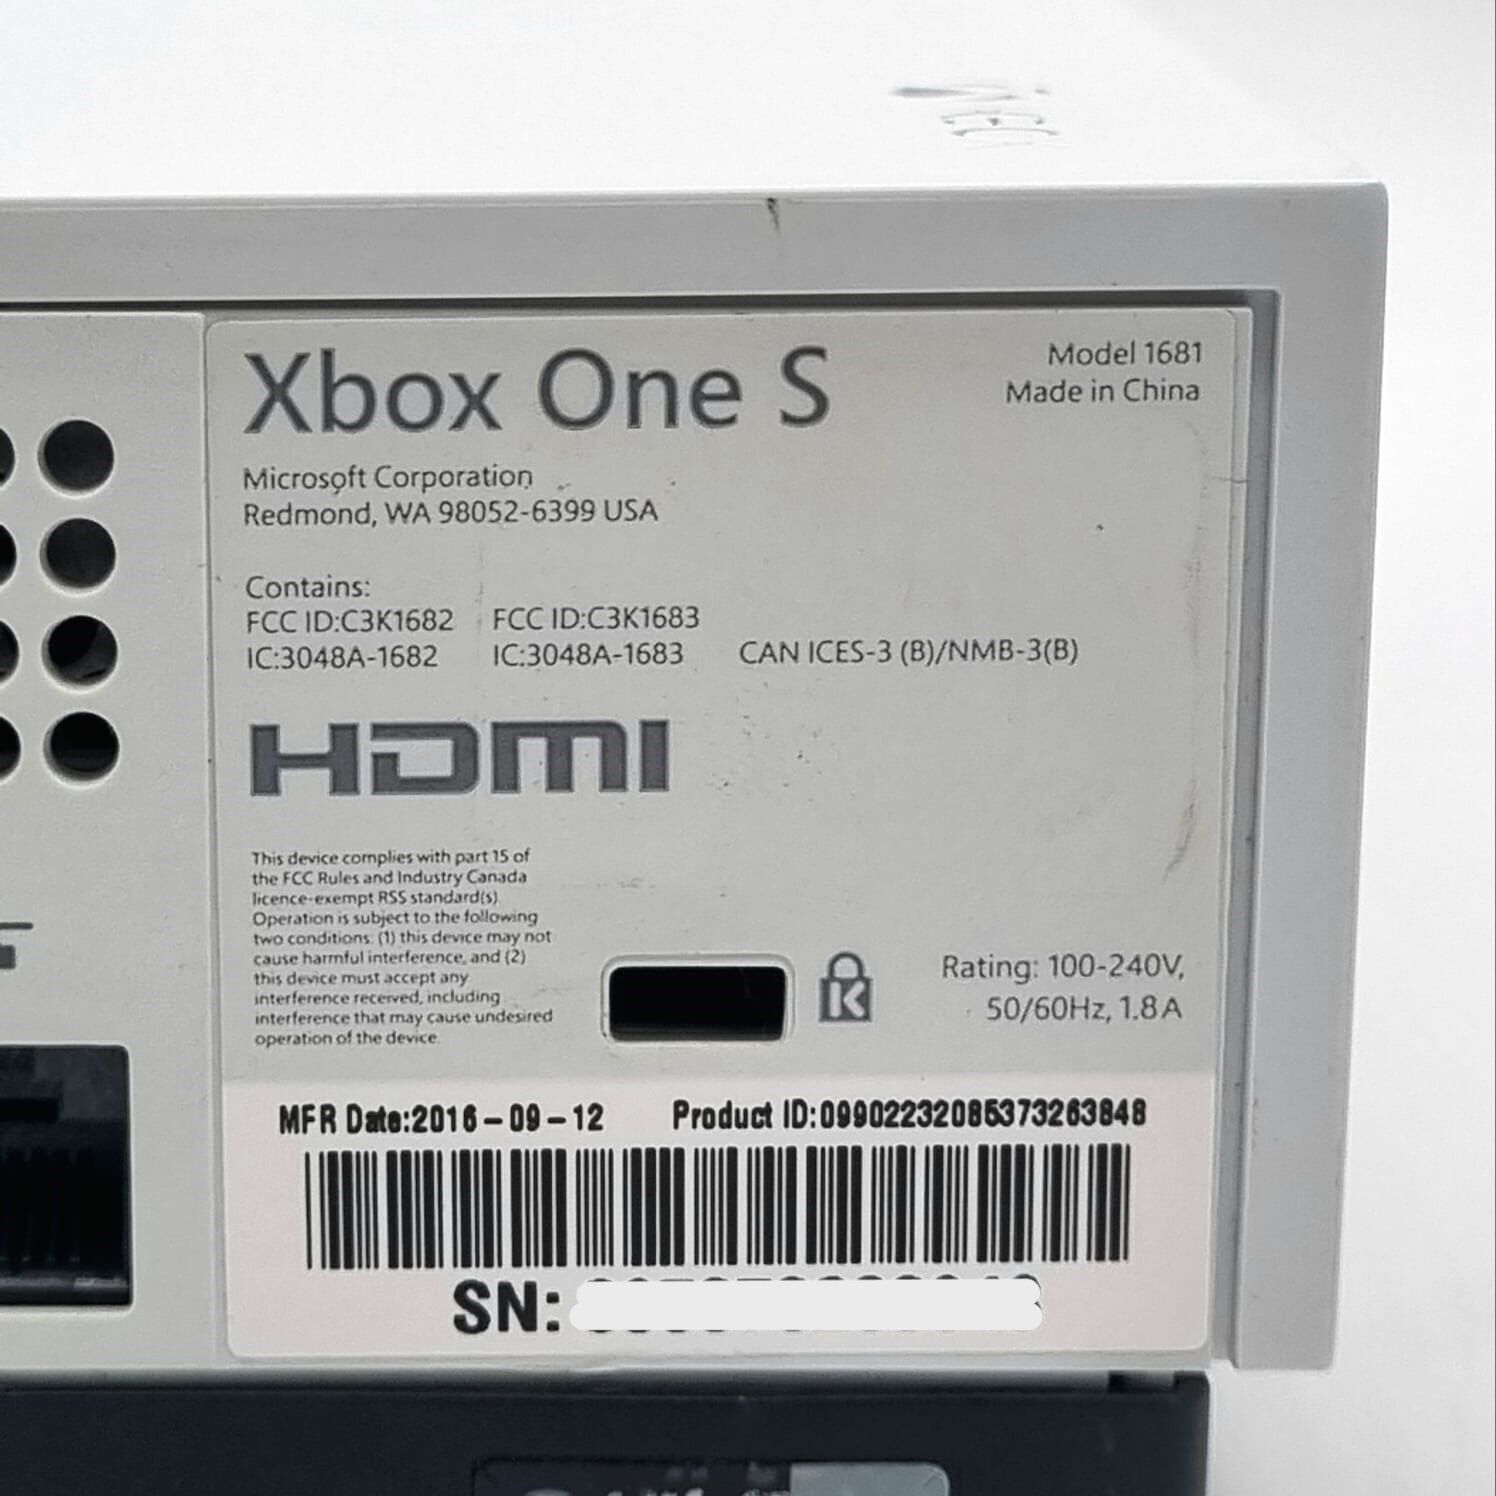 Xbox One S
Model 1681
Made in China
Microsoft Corporation
Redmond, WA 98052-6399 USA
Contains:
FCC ID:C3K1682 FCC ID:C3K1683
IC:3048A-1682 IC:3048A-1683 CAN ICES-3 (B)/NMB-3(B)
HDMI
This device complies with part 15 of
the FCC Rules and Industry Canada
licence-exempt RSS standard(s).
Operation is subject to the following
two conditions: (1) this device may not
cause harmful interference, and (2)
this device must accept any
interference received, including
interference that may cause undesired
operation of the device.
K
Rating: 100-240V,
50/60Hz, 1.8 A
MFR Date:2016-09-12 Product ID:09902232085373263848
SN: